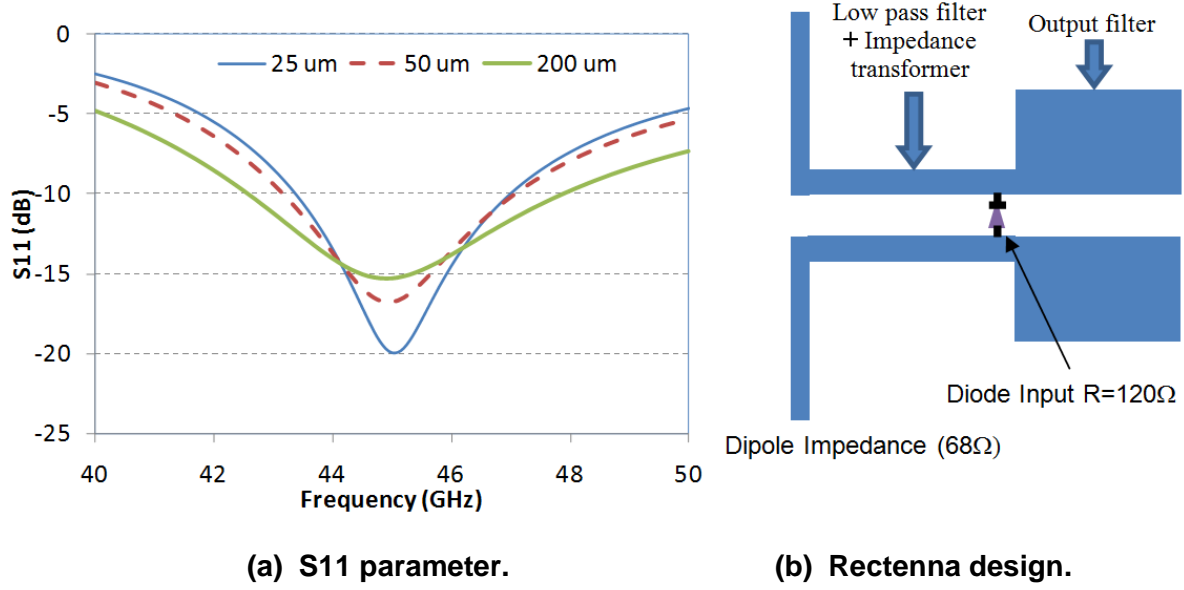 0
-5
-10
-15
-20
-25
S11 (dB)
25 um
50 um
200 um
40
42
44
46
48
50
Frequency (GHz)
(a) S11 parameter.
Low pass filter
+ Impedance
transformer
Output filter
Diode Input R=120Ω
Dipole Impedance (68Ω)
(b) Rectenna design.